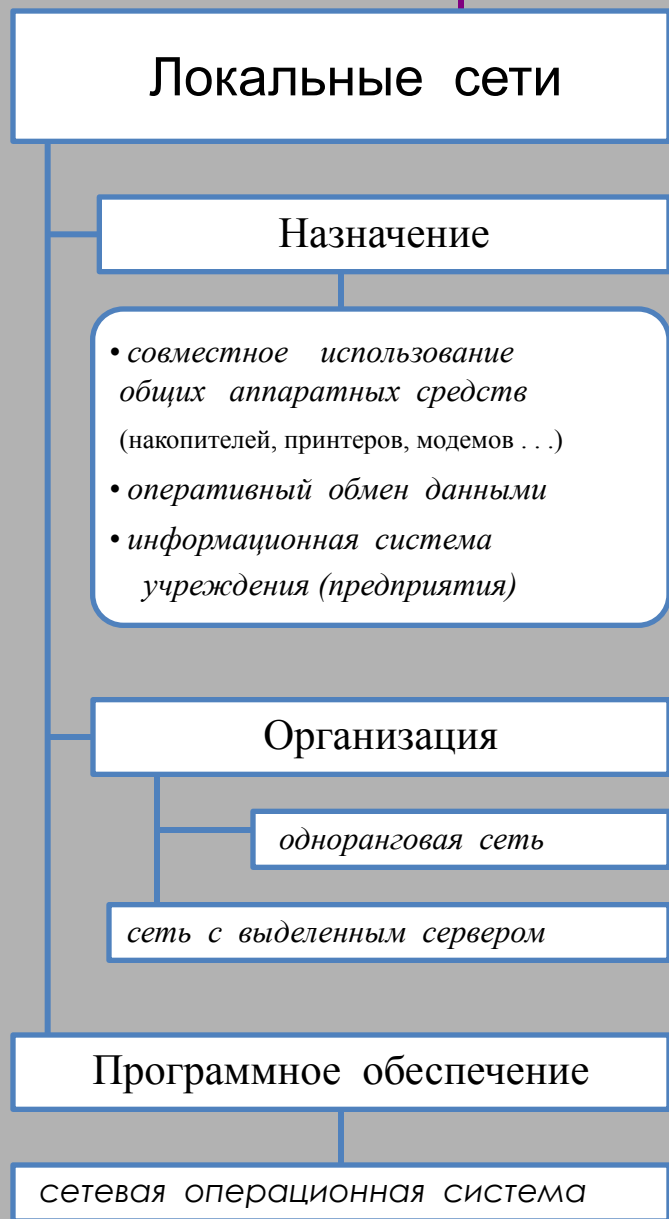 Локальные сети
Назначение
• совместное использование
общих аппаратных средств
(накопителей, принтеров, модемов . . .)
• оперативный обмен данными
• информационная система
учреждения (предприятия)
Организация
одноранговая сеть
сеть с выделенным сервером
Программное обеспечение
сетевая операционная система